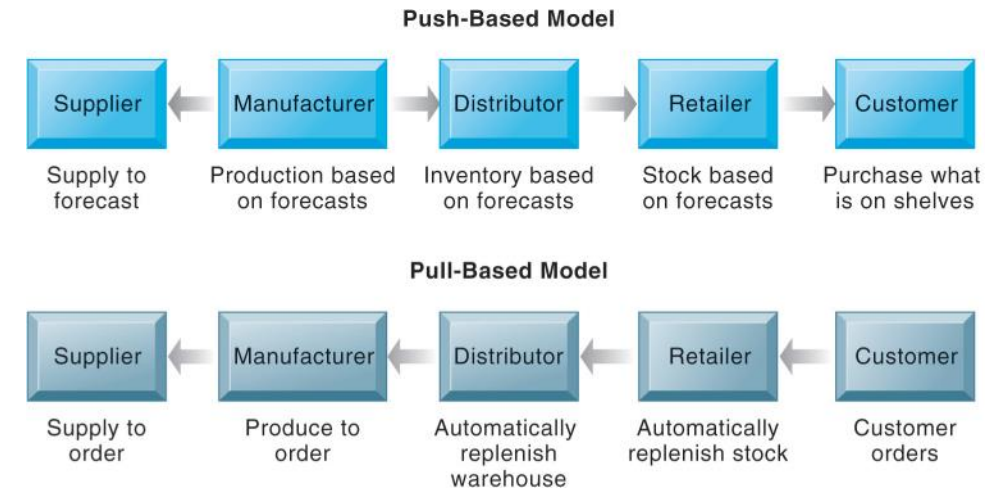 Push-Based Model
Supplier
Manufacturer
Distributor
Retailer
Customer
Supply to
forecast
Production based
on forecasts
Inventory based
on forecasts
Stock based
on forecasts
Purchase what
is on shelves
Pull-Based Model
Supplier
Manufacturer
Distributor
Retailer
Customer
Supply to
order
Produce to
order
Automatically
replenish
warehouse
Automatically
replenish stock
Customer
orders